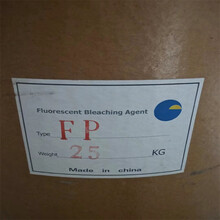 Fluorescent Bleaching Agent
Type: FP
Weight: 25 KG
Made in china